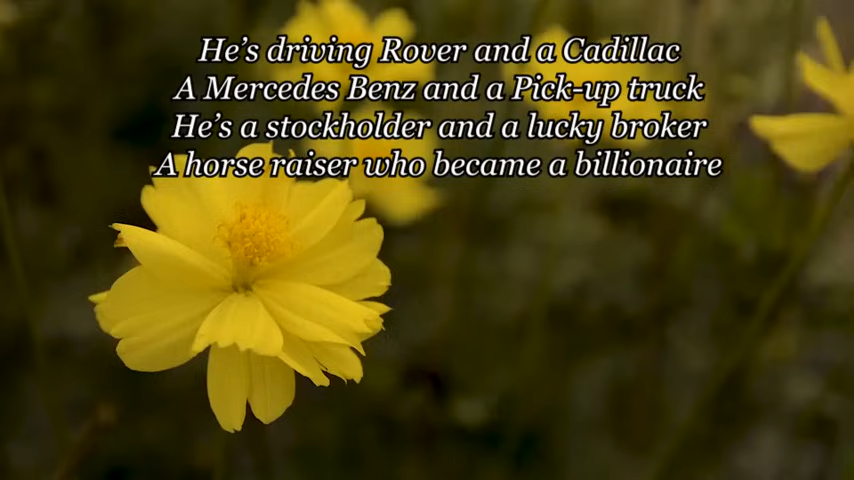 He’s driving Rover and a Cadillac
A Mercedes Benz and a Pick-up truck
He’s a stockholder and a lucky broker
A horse raiser who became a billionaire